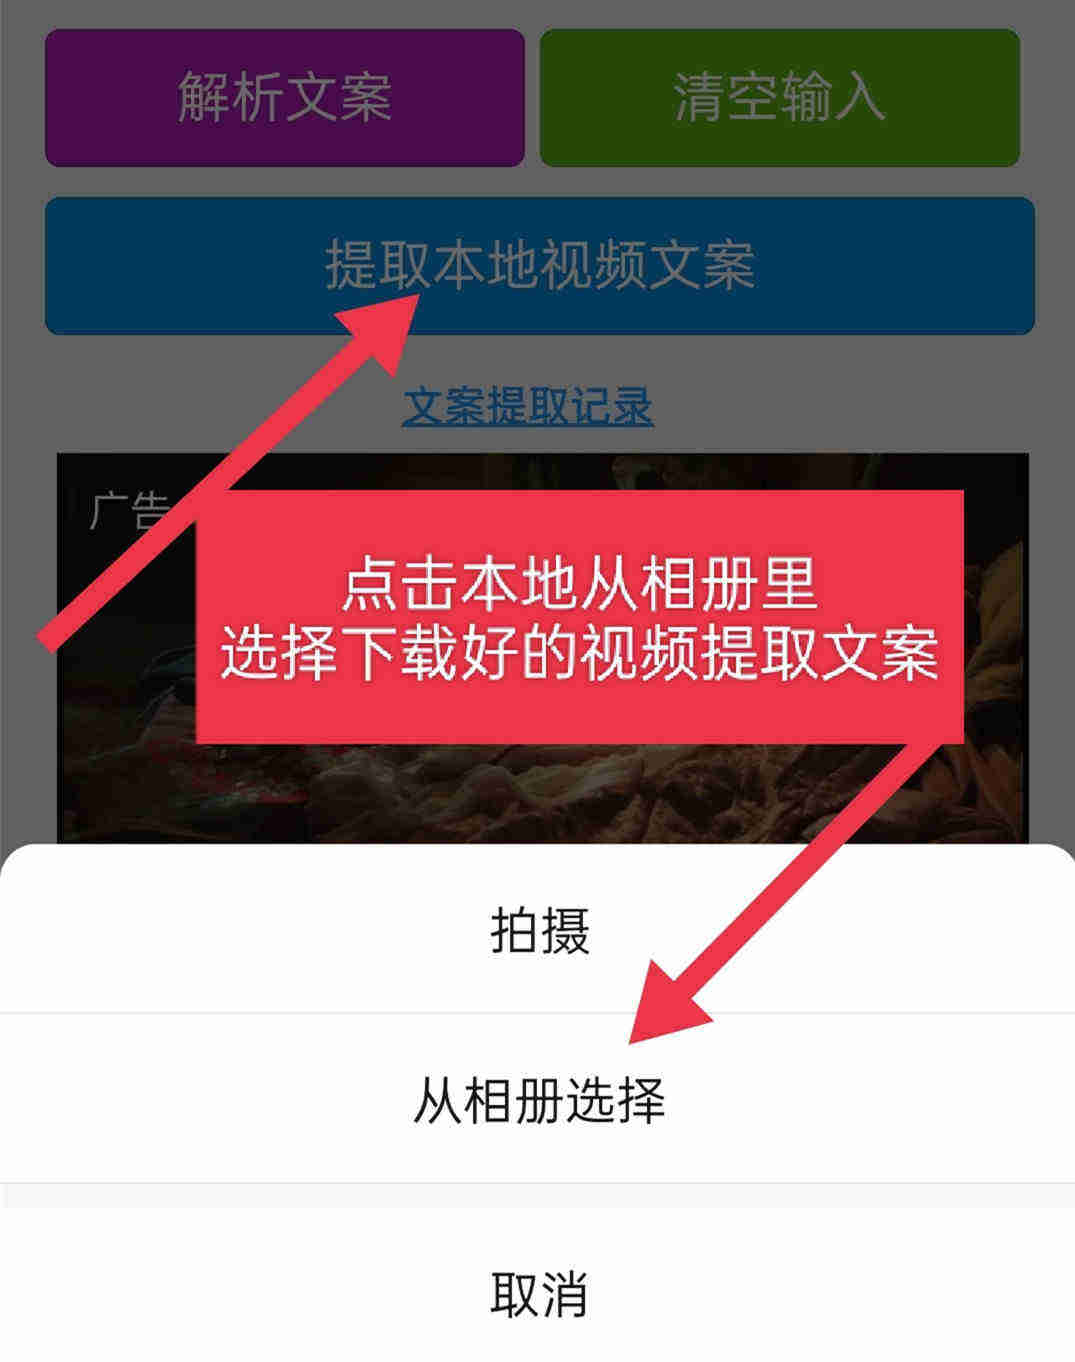 解析文案
清空输入
提取本地视频文案
文案提取记录
广告
点击本地从相册里
选择下载好的视频提取文案
拍摄
从相册选择
取消